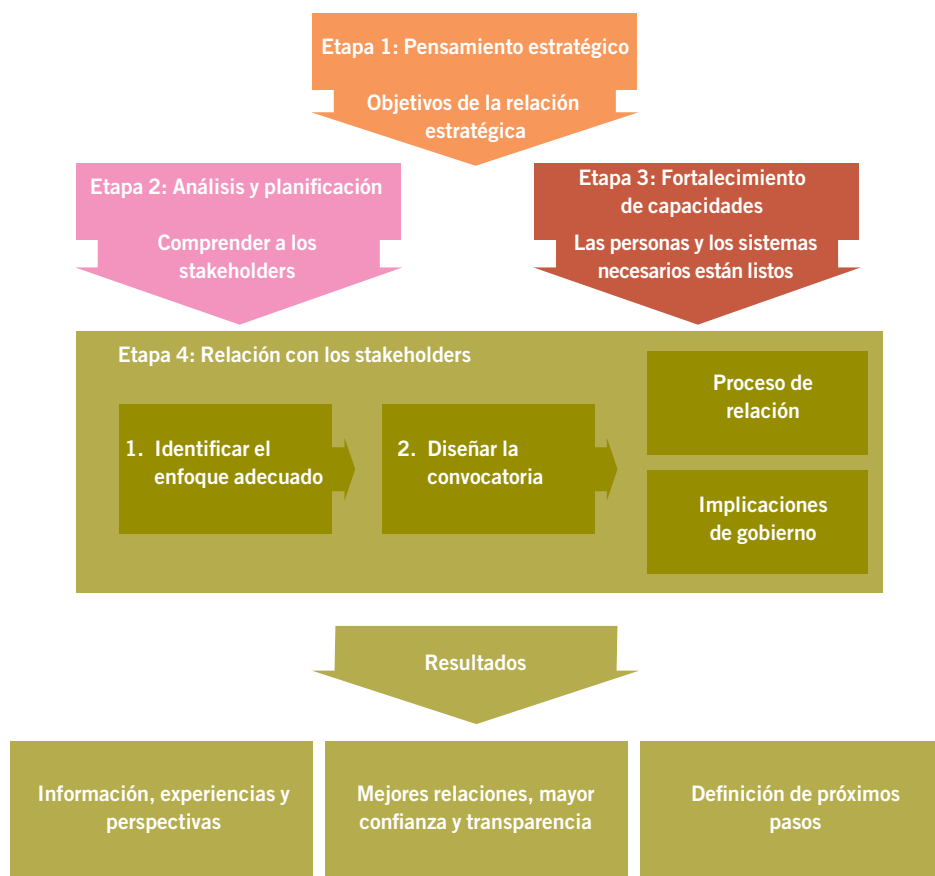 Etapa 1: Pensamiento estratégico
Objetivos de la relación
estratégica
Etapa 2: Análisis y planificación
Comprender a los
stakeholders
Etapa 3: Fortalecimiento
de capacidades
Las personas y los sistemas
necesarios están listos
Etapa 4: Relación con los stakeholders
1. Identificar el
enfoque adecuado
2. Diseñar la
convocatoria
Proceso de
relación
Implicaciones
de gobierno
Resultados
Información, experiencias y
perspectivas
Mejores relaciones, mayor
confianza y transparencia
Definición de próximos
pasos